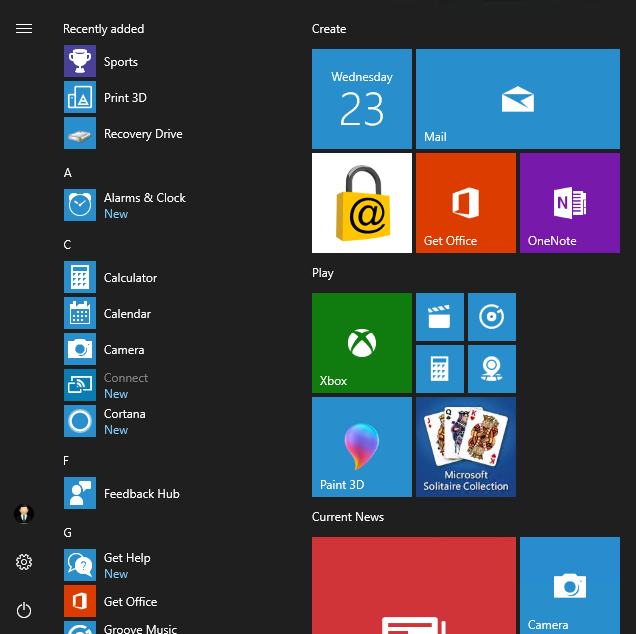 Recently added
Sports
Print 3D
Recovery Drive
A
Alarms & Clock
New
C
Calculator
Calendar
Camera
Connect
New
Cortana
New
F
Feedback Hub
G
Get Help
New
Get Office
Groove Music
Create
Wednesday
23
Mail
@
Get Office
N
OneNote
Play
Xbox
Paint 3D
Microsoft
Solitaire Collection
Current News
Camera